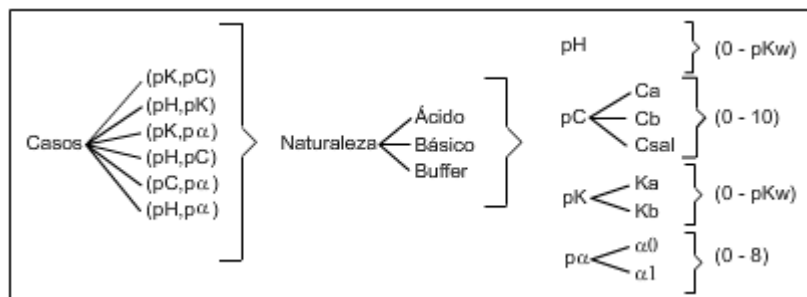 (pK,pC)
(pH,pK)
(pK,pα)
Casos
(pH,pC)
(pC,pα)
(pH,pα)
Naturaleza
Ácido
Básico
Buffer
pH
(0 - pKw)
pC
Ca
Cb
Csal
(0 - 10)
pK
Ka
Kb
(0 - pKw)
pα
α0
α1
(0 - 8)